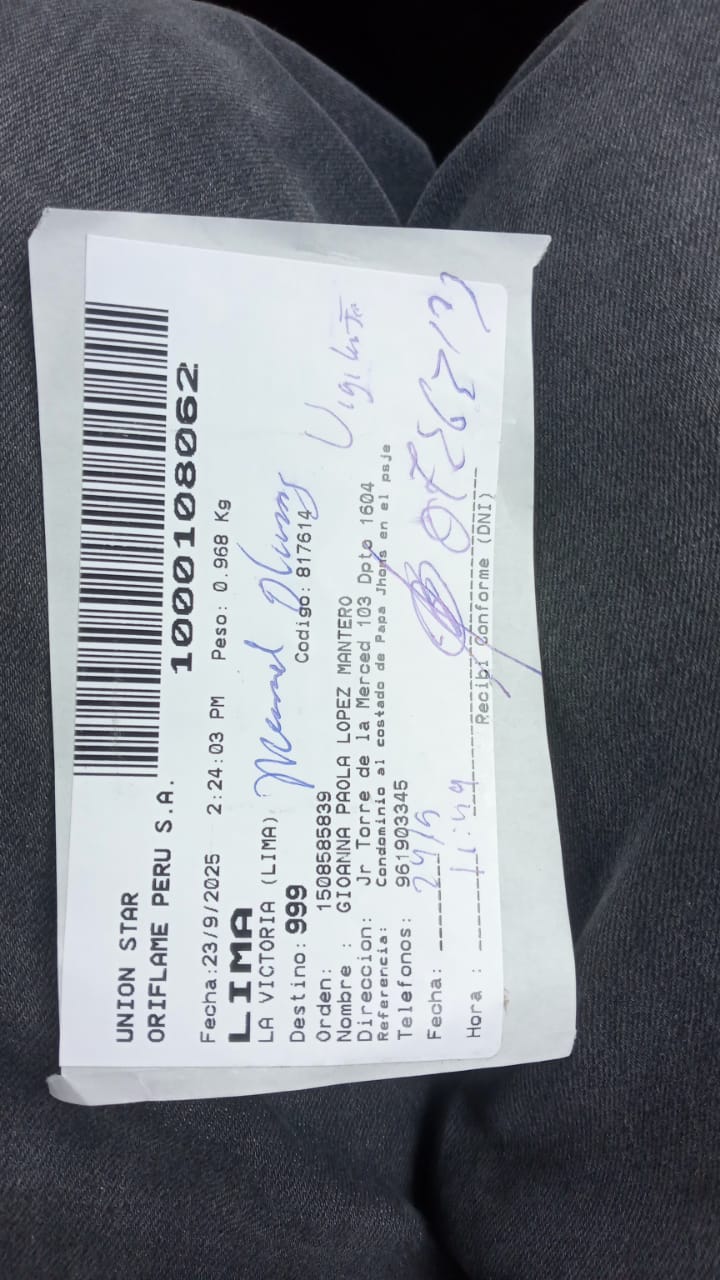 UNION STAR
ORIFLAME PERU S.A.
1000108062
Fecha:23/9/2025 2:24:03 PM Peso: 0.968 Kg
LIMA
LA VICTORIA (LIMA)
Destino: 999 Codigo: 817614
Orden: 1508585839
Nombre : GIOANNA PAOLA LOPEZ MANTERO
Direccion: Jr Torre de la Merced 103 Dpto 1604
Referencia: Condominio al costado de Papa Jhons en el psje
Telefonos: 961903345
Fecha: 24/9
Hora :
Recibi Conforme (DNI)